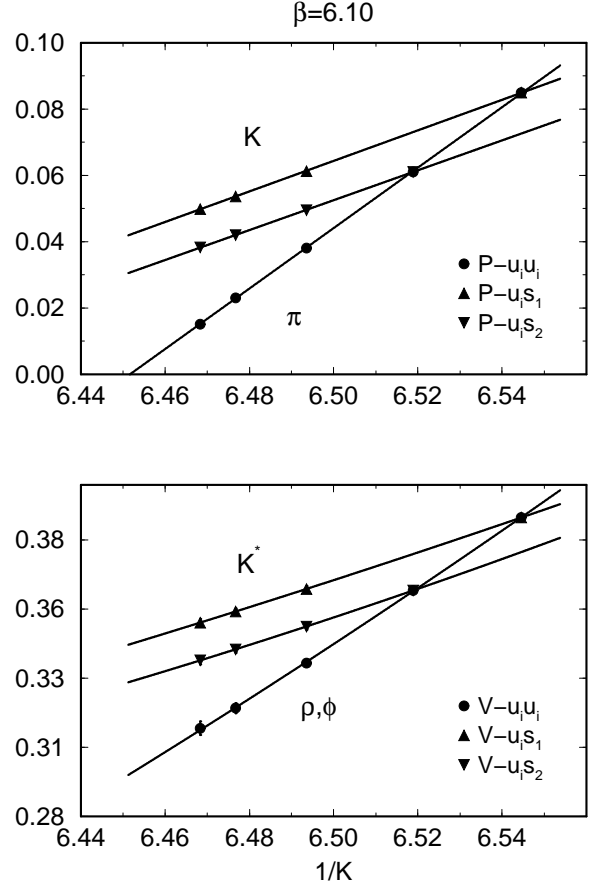 β=6.10
0.10
0.08
K
0.06
0.04
P−uᵢuᵢ
P−uᵢs₁
0.02
π
P−uᵢs₂
0.00
6.44 6.46 6.48 6.50 6.52 6.54
0.38
K*
0.36
0.33
ρ,ϕ
V−uᵢuᵢ
V−uᵢs₁
0.31
V−uᵢs₂
0.28
6.44 6.46 6.48 6.50 6.52 6.54
1/K